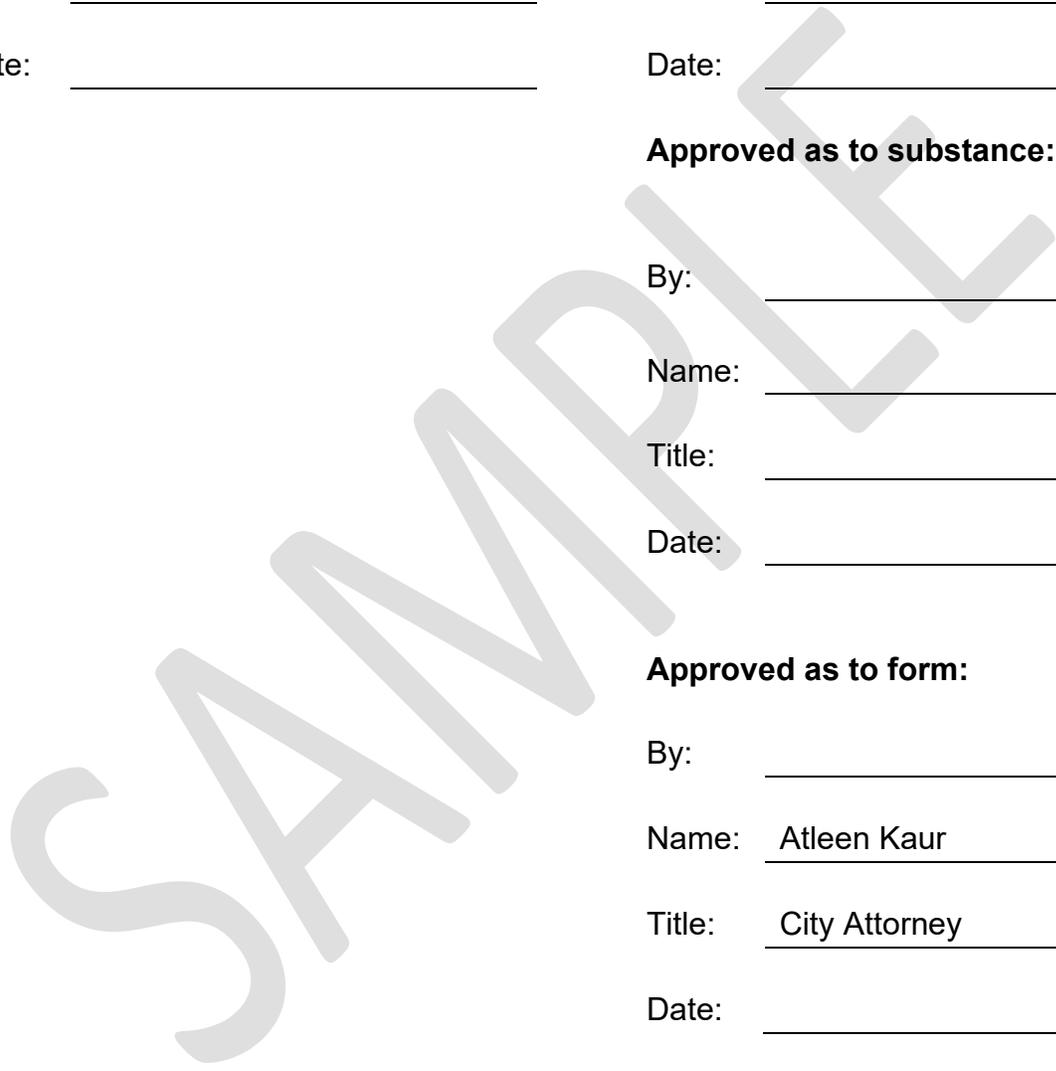 te:
Date:
Approved as to substance:
By:
Name:
Title:
Date:
Approved as to form:
By:
Name: Atleen Kaur
Title: City Attorney
Date:
SAMPLE